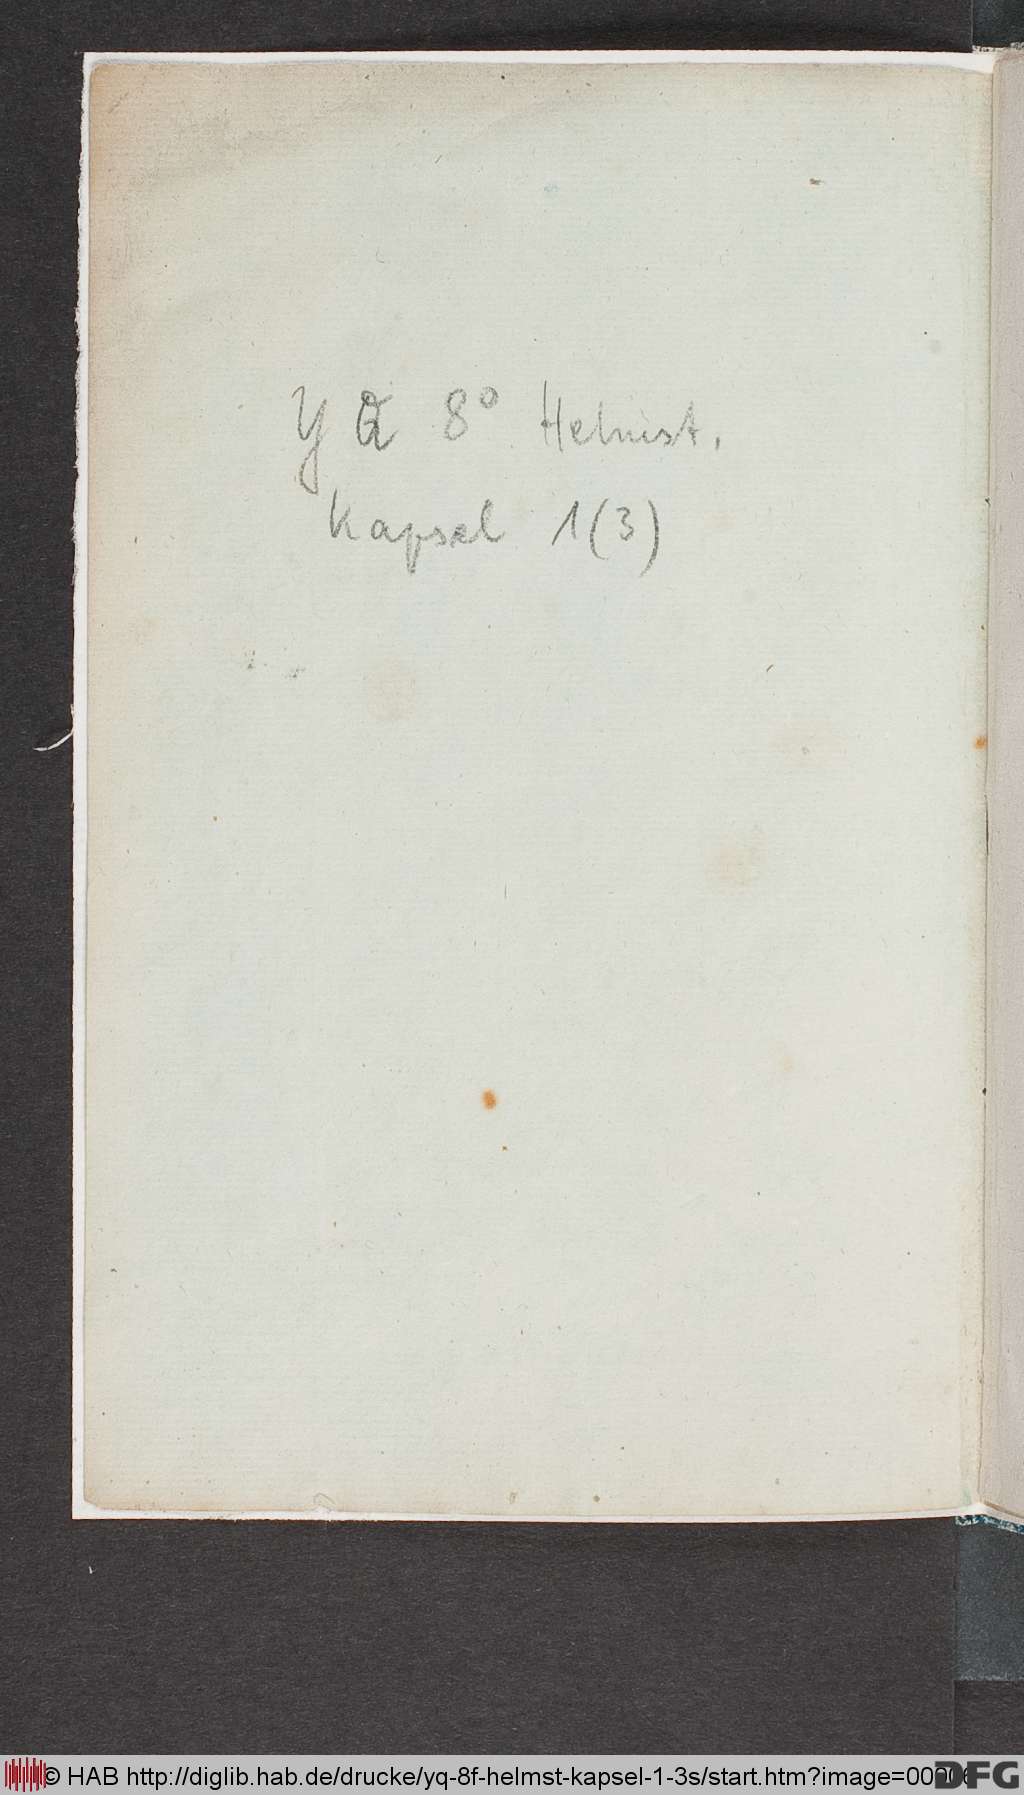 YQ 8° Helmst.
Kapsel 1(3)
© HAB http://diglib.hab.de/drucke/yq-8f-helmst-kapsel-1-3s/start.htm?image=00006
DFG